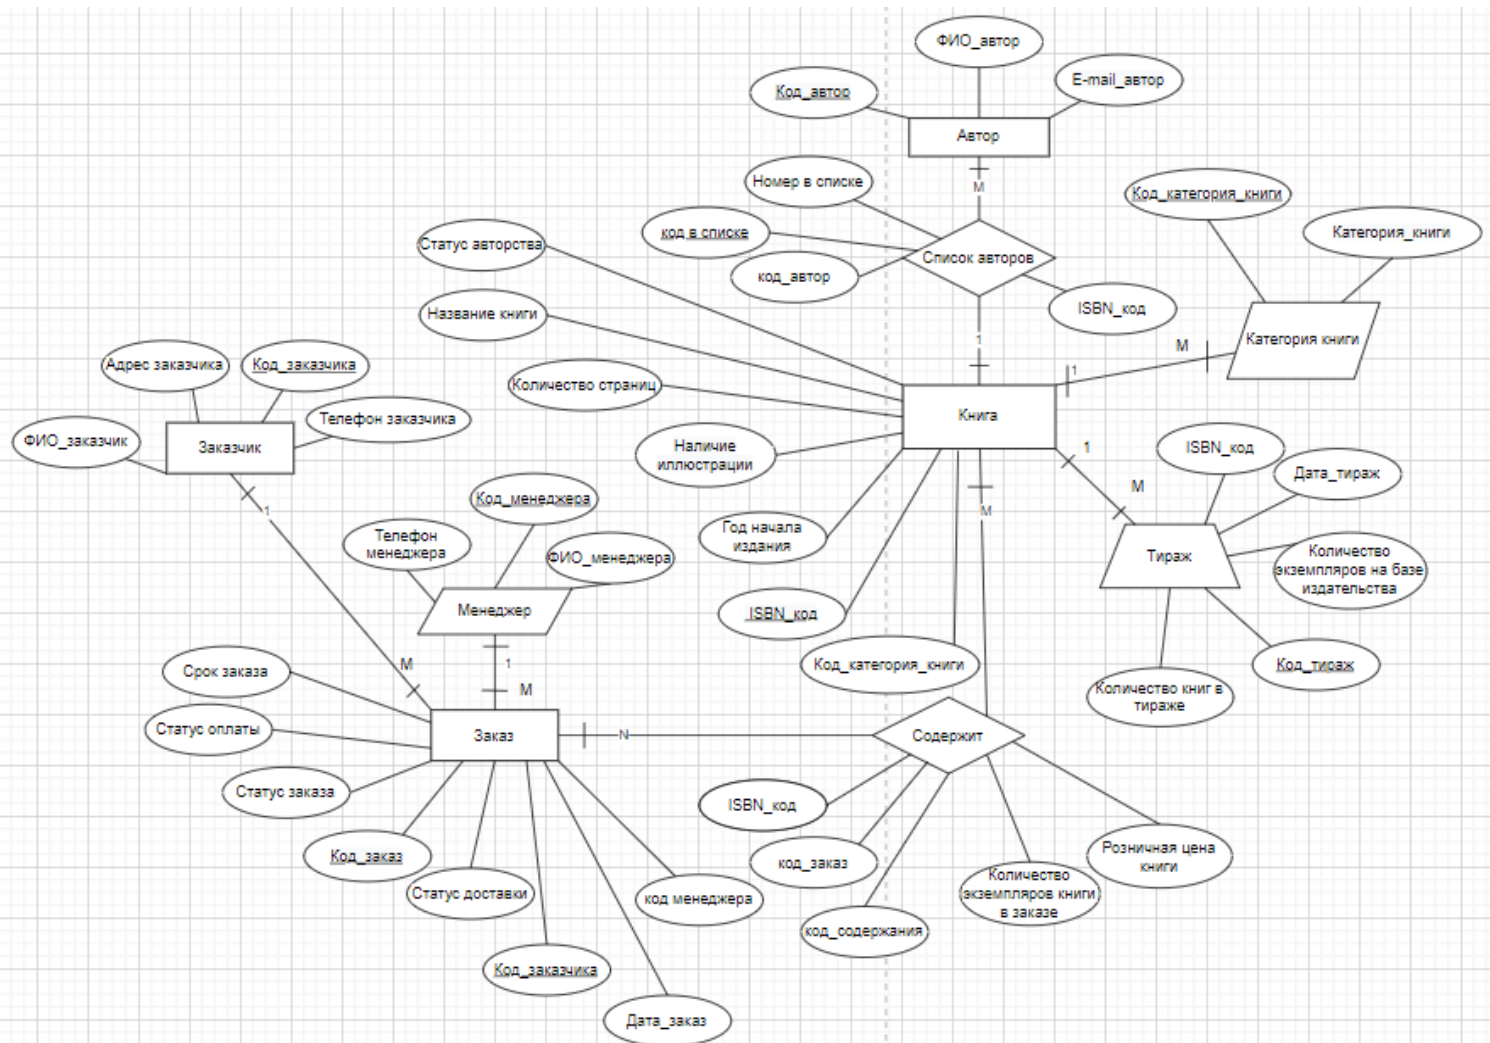 ФИО_автор
E-mail_автор
Код_автор
Автор
Номер в списке
M
Код_категория_книги
код в списке
Категория_книги
Статус авторства
Список авторов
код_автор
ISBN_код
Название книги
1
M
Категория книги
Адрес заказчика
Код_заказчика
1
Количество страниц
Книга
Телефон заказчика
ФИО_заказчик
Заказчик
Наличие
иллюстрации
1
ISBN_код
Дата_тираж
M
Код_менеджера
1
M
Год начала
издания
Телефон
менеджера
ФИО_менеджера
Тираж
Количество
экземпляров на базе
издательства
Менеджер
ISBN_код
M
1
Код_категория_книги
Код_тираж
Срок заказа
M
Количество книг в
тираже
Статус оплаты
Заказ
N
Содержит
Статус заказа
ISBN_код
Код_заказ
код_заказ
Розничная цена
книги
Статус доставки
код менеджера
Количество
экземпляров книги
в заказе
код_содержания
Код_заказчика
Дата_заказ